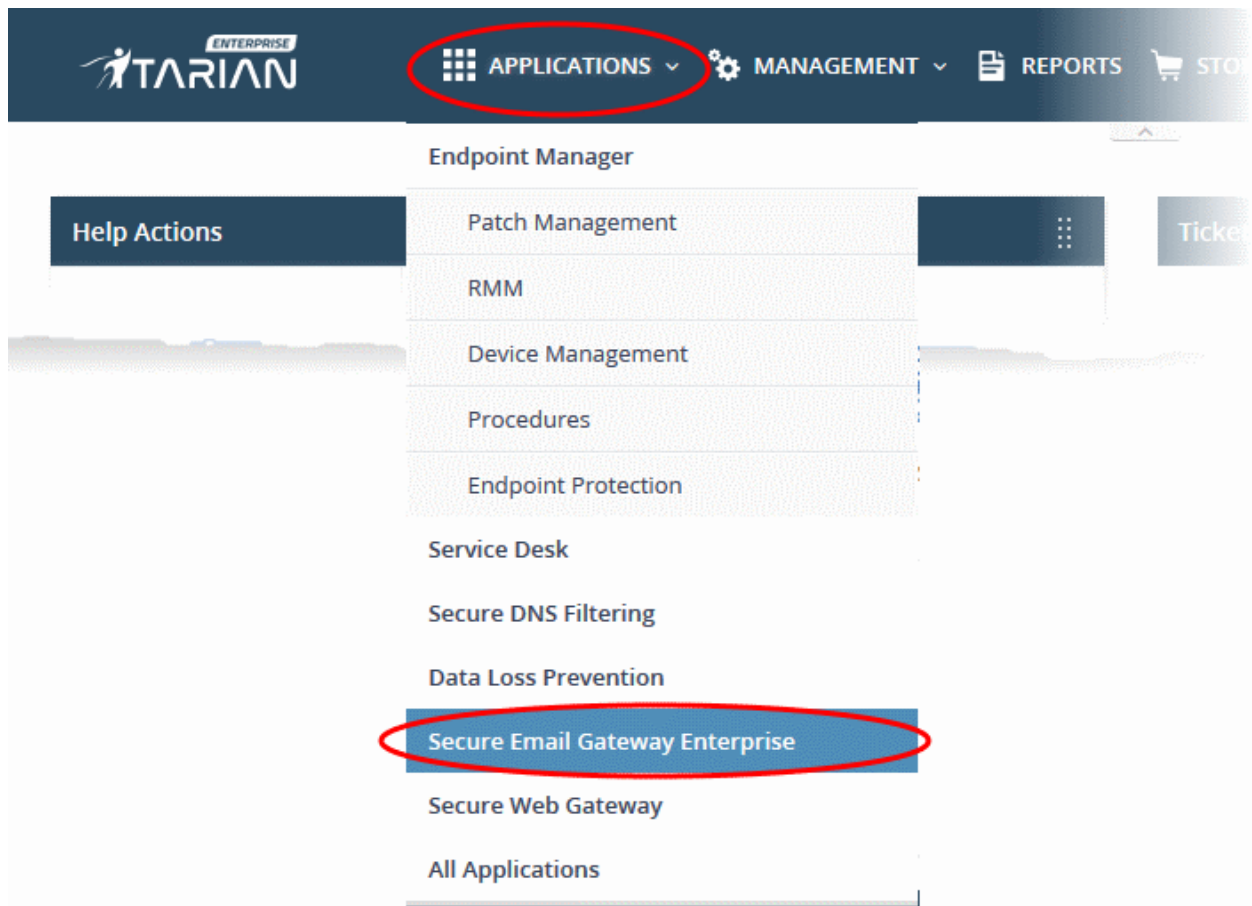 ENTERPRISE
ITARIAN
APPLICATIONS
MANAGEMENT
REPORTS
Endpoint Manager
Help Actions
Patch Management
RMM
Device Management
Procedures
Endpoint Protection
Service Desk
Secure DNS Filtering
Data Loss Prevention
Secure Email Gateway Enterprise
Secure Web Gateway
All Applications